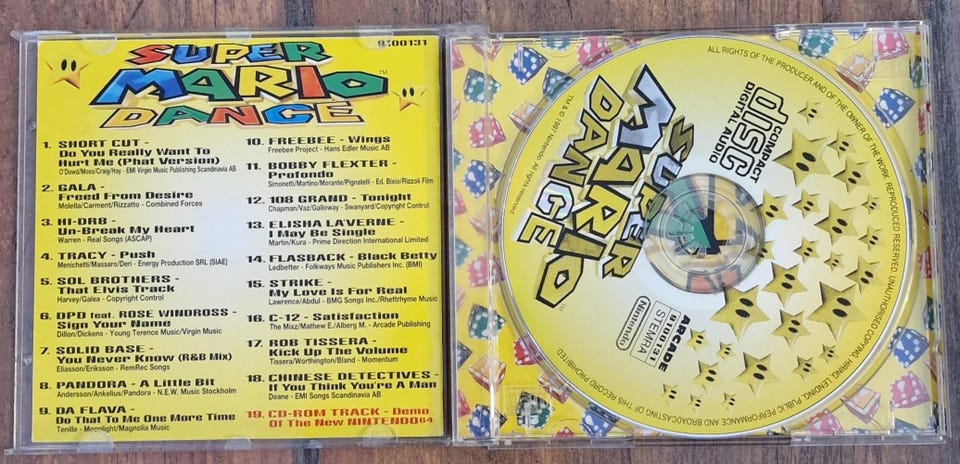 9100131
SUPER
MARIO™
DANCE
1. SHORT CUT -
Do You Really Want To
Hurt Me (Phat Version)
O'Dowd/Moss/Craig/Hay - EMI Virgin Music Publishing Scandinavia AB
2. GALA -
Freed From Desire
Molella/Carmeni/Rizzatto - Combined Forces
3. HI-DR8 -
Un-Break My Heart
Warren - Real Songs (ASCAP)
4. TRACY - Push
Menichetti/Massaro/Deri - Energy Production SRL (SIAE)
5. SOL BROTHERS -
That Elvis Track
Harvey/Galea - Copyright Control
6. DPD feat. ROSE WINDROSS -
Sign Your Name
Dillon/Dickens - Young Terence Music/Virgin Music
7. SOLID BASE -
You Never Know (R&B Mix)
Eliasson/Eriksson - RemRec Songs
8. PANDORA - A Little Bit
Andersson/Ankelius/Pandora - N.E.W. Music Stockholm
9. DA FLAVA -
Do That To Me One More Time
Tenille - Moonlight/Magnolia Music
10. FREEBEE - Wings
Freebee Project - Hans Edler Music AB
11. BOBBY FLEXTER -
Profondo
Simonetti/Martino/Morante/Pignatelli - Ed. Bixio/Rizzoli Film
12. 108 GRAND - Tonight
Chapman/Vaz/Galloway - Swanyard/Copyright Control
13. ELISHA LAVERNE -
I May Be Single
Martin/Kura - Prime Direction International Limited
14. FLASBACK - Black Betty
Ledbetter - Folkways Music Publishers Inc. (BMI)
15. STRIKE -
My Love Is For Real
Lawrence/Abdul - BMG Songs Inc./Rhettrhyme Music
16. C-12 - Satisfaction
The Mixz/Mathew E./Alberg M. - Arcade Publishing
17. ROB TISSERA -
Kick Up The Volume
Tissera/Worthington/Bland - Momentum
18. CHINESE DETECTIVES -
If You Think You're A Man
Deane - EMI Songs Scandinavia AB
19. CD-ROM TRACK - Demo
Of The New NINTENDO64
ALL RIGHTS OF THE PRODUCER AND OF THE OWNER OF THE WORK REPRODUCED RESERVED. UNAUTHORISED COPYING, HIRING, LENDING, PUBLIC PERFORMANCE AND BROADCASTING OF THIS RECORD PROHIBITED
COMPACT
disc
DIGITAL AUDIO
SUPER
MARIO™
DANCE
TM & © 1997 Nintendo. All rights reserved.
ARCADE
9100131
STEMRA
Nintendo